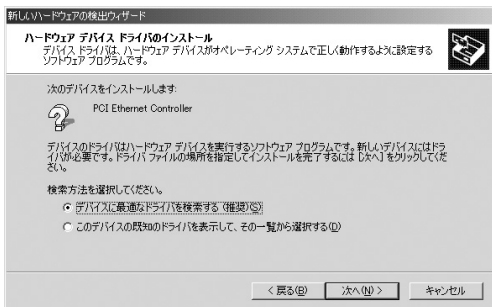 新しいハードウェアの検出ウィザード
ハードウェア デバイス ドライバのインストール
デバイス ドライバは、ハードウェア デバイスがオペレーティング システムで正しく動作するように設定する
ソフトウェア プログラムです。
次のデバイスをインストールします:
PCI Ethernet Controller
デバイスのドライバはハードウェア デバイスを実行するソフトウェア プログラムです。新しいデバイスにはドラ
イバが必要です。ドライバ ファイルの場所を指定してインストールを完了するには [次へ] をクリックしてくだ
さい。
検索方法を選択してください。
デバイスに最適なドライバを検索する (推奨)(S)
このデバイスの既知のドライバを表示して、その一覧から選択する(D)
< 戻る(B) 次へ(N) > キャンセル